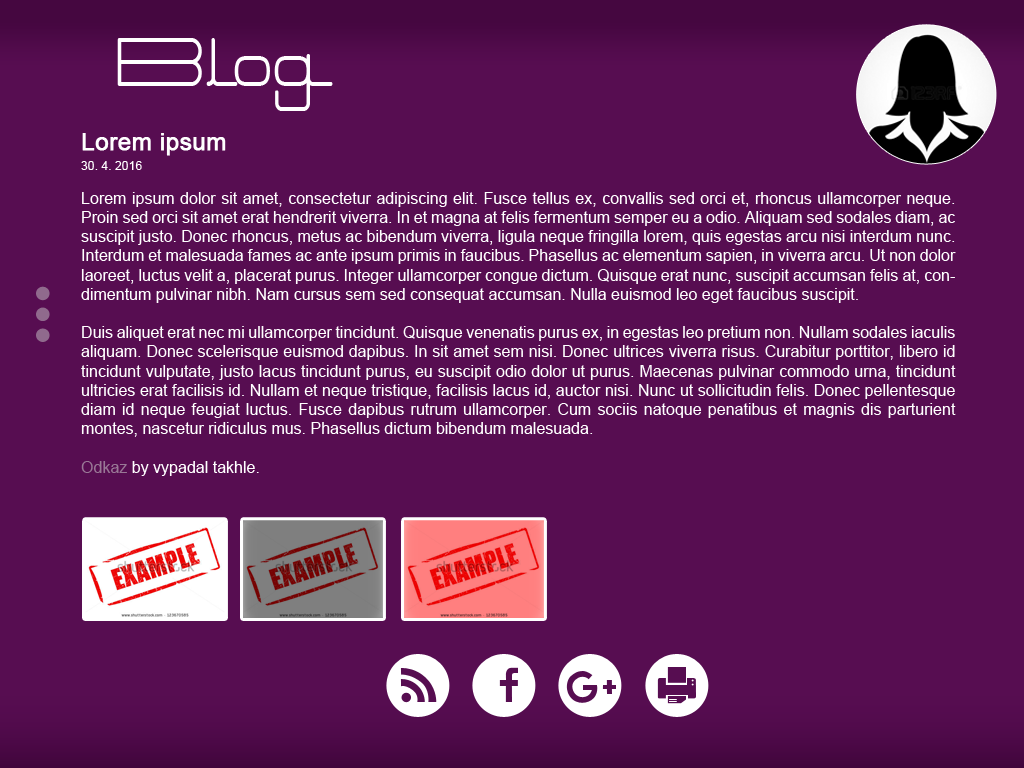 Blog
123RF
Lorem ipsum
30. 4. 2016
Lorem ipsum dolor sit amet, consectetur adipiscing elit. Fusce tellus ex, convallis sed orci et, rhoncus ullamcorper neque.
Proin sed orci sit amet erat hendrerit viverra. In et magna at felis fermentum semper eu a odio. Aliquam sed sodales diam, ac
suscipit justo. Donec rhoncus, metus ac bibendum viverra, ligula neque fringilla lorem, quis egestas arcu nisi interdum nunc.
Interdum et malesuada fames ac ante ipsum primis in faucibus. Phasellus ac elementum sapien, in viverra arcu. Ut non dolor
laoreet, luctus velit a, placerat purus. Integer ullamcorper congue dictum. Quisque erat nunc, suscipit accumsan felis at, con-
dimentum pulvinar nibh. Nam cursus sem sed consequat accumsan. Nulla euismod leo eget faucibus suscipit.
Duis aliquet erat nec mi ullamcorper tincidunt. Quisque venenatis purus ex, in egestas leo pretium non. Nullam sodales iaculis
aliquam. Donec scelerisque euismod dapibus. In sit amet sem nisi. Donec ultrices viverra risus. Curabitur porttitor, libero id
tincidunt vulputate, justo lacus tincidunt purus, eu suscipit odio dolor ut purus. Maecenas pulvinar commodo urna, tincidunt
ultricies erat facilisis id. Nullam et neque tristique, facilisis lacus id, auctor nisi. Nunc ut sollicitudin felis. Donec pellentesque
diam id neque feugiat luctus. Fusce dapibus rutrum ullamcorper. Cum sociis natoque penatibus et magnis dis parturient
montes, nascetur ridiculus mus. Phasellus dictum bibendum malesuada.
Odkaz by vypadal takhle.
EXAMPLE
EXAMPLE
EXAMPLE
G+